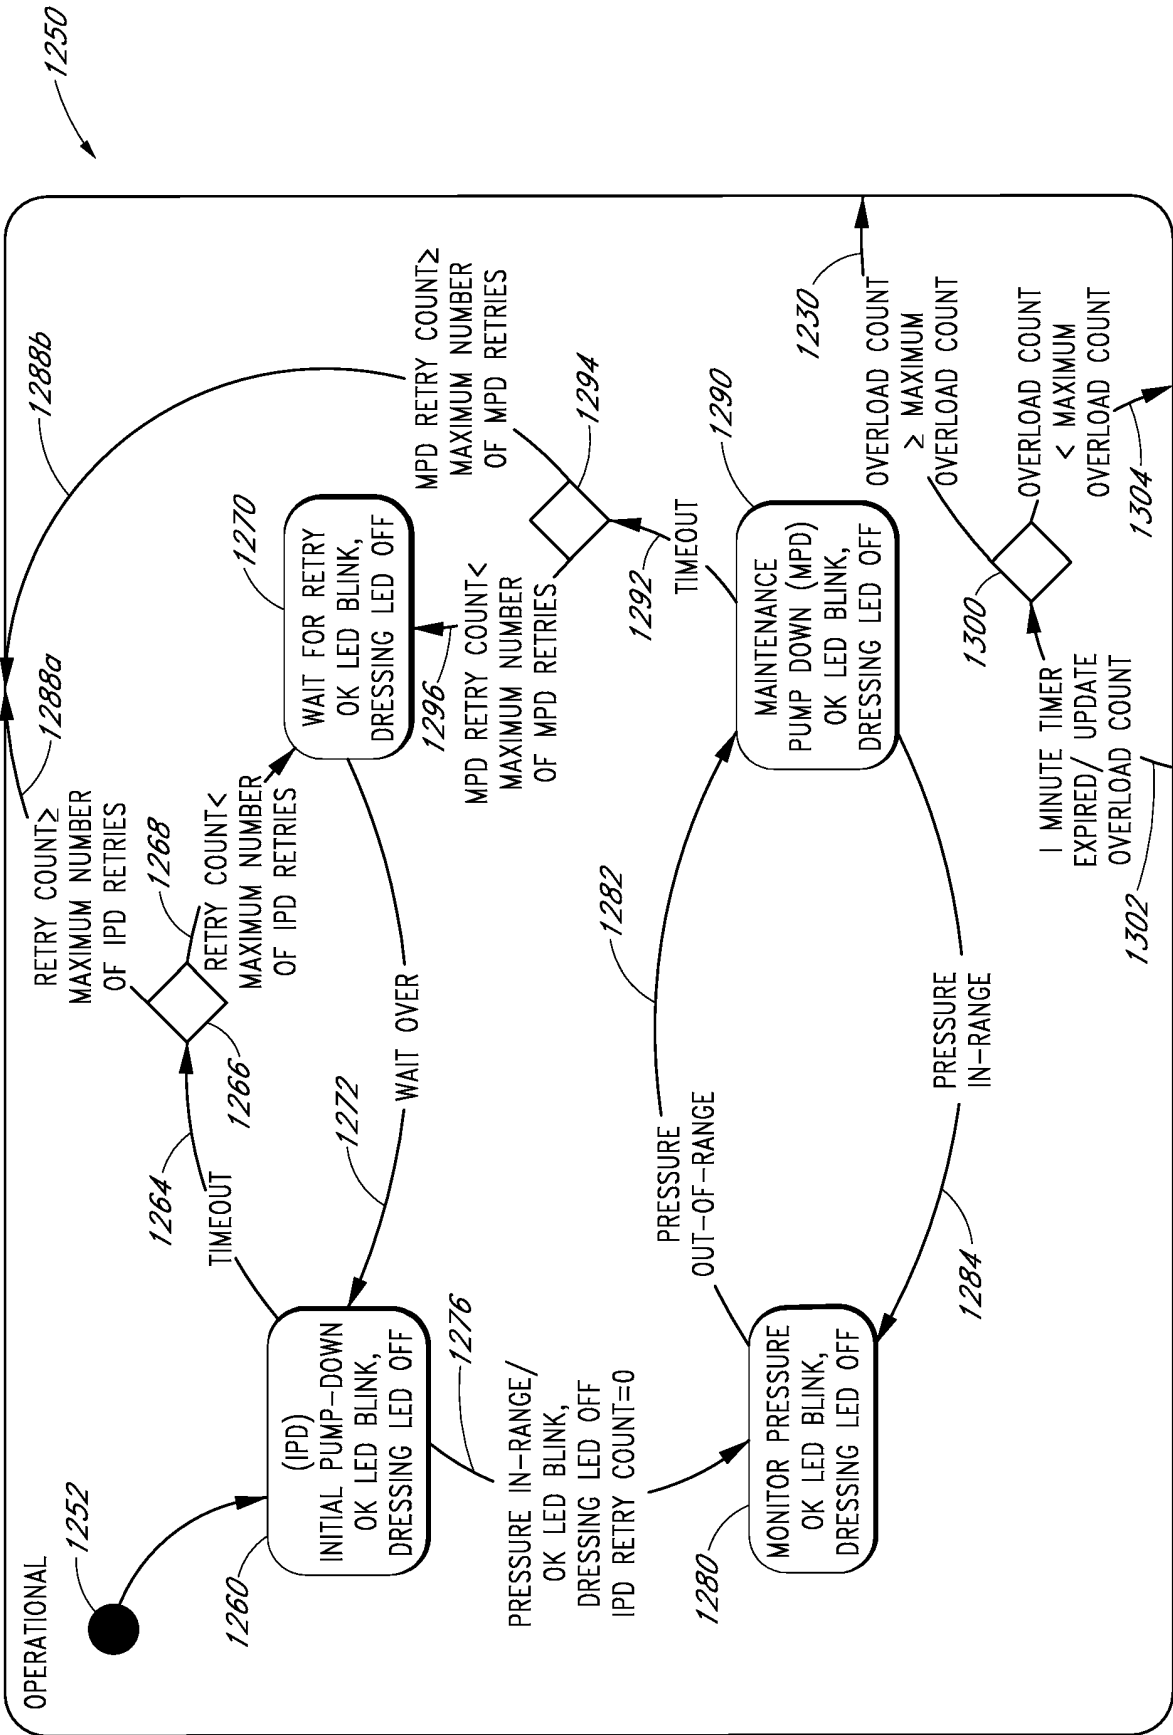 1250
OPERATIONAL
1252
1260
(IPD)
INITIAL PUMP-DOWN
OK LED BLINK,
DRESSING LED OFF
1264
TIMEOUT
1266
RETRY COUNT≥
MAXIMUM NUMBER
OF IPD RETRIES
1288a
1288b
1268
RETRY COUNT<
MAXIMUM NUMBER
OF IPD RETRIES
1270
WAIT FOR RETRY
OK LED BLINK,
DRESSING LED OFF
1272
WAIT OVER
1276
PRESSURE IN-RANGE/
OK LED BLINK,
DRESSING LED OFF
IPD RETRY COUNT=0
1296
MPD RETRY COUNT<
MAXIMUM NUMBER
OF MPD RETRIES
MPD RETRY COUNT≥
MAXIMUM NUMBER
OF MPD RETRIES
1294
1292
TIMEOUT
1280
MONITOR PRESSURE
OK LED BLINK,
DRESSING LED OFF
PRESSURE
OUT-OF-RANGE
1282
1290
MAINTENANCE
PUMP DOWN (MPD)
OK LED BLINK,
DRESSING LED OFF
PRESSURE
IN-RANGE
1284
1230
OVERLOAD COUNT
≥ MAXIMUM
OVERLOAD COUNT
1300
1 MINUTE TIMER
EXPIRED/ UPDATE
OVERLOAD COUNT
1302
OVERLOAD COUNT
< MAXIMUM
OVERLOAD COUNT
1304